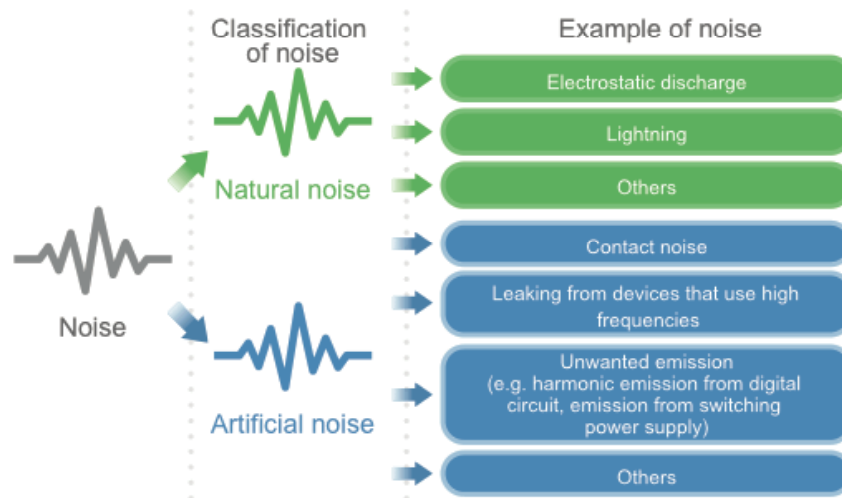 Classification
of noise
Example of noise
Electrostatic discharge
Lightning
Natural noise
Others
Noise
Contact noise
Leaking from devices that use high
frequencies
Artificial noise
Unwanted emission
(e.g. harmonic emission from digital
circuit, emission from switching
power supply)
Others